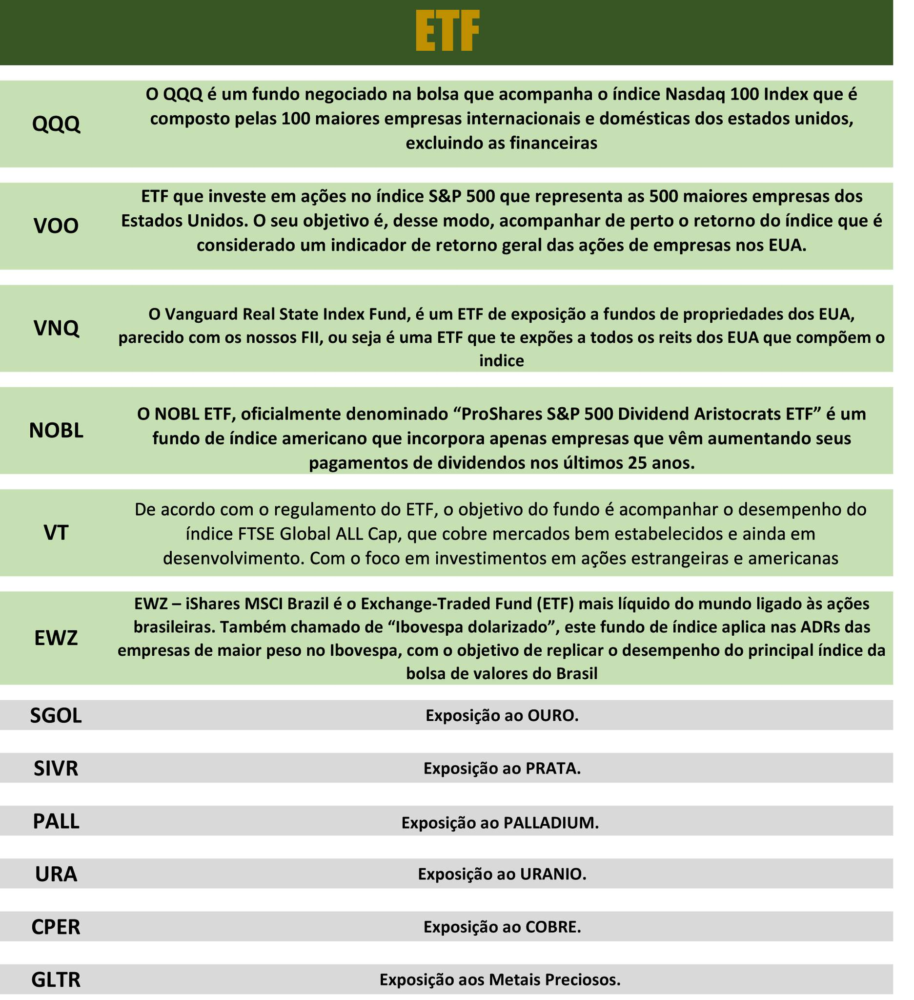 ETF
QQQ
O QQQ é um fundo negociado na bolsa que acompanha o índice Nasdaq 100 Index que é
composto pelas 100 maiores empresas internacionais e domésticas dos estados unidos,
excluindo as financeiras
VOO
ETF que investe em ações no índice S&P 500 que representa as 500 maiores empresas dos
Estados Unidos. O seu objetivo é, desse modo, acompanhar de perto o retorno do índice que é
considerado um indicador de retorno geral das ações de empresas nos EUA.
VNQ
O Vanguard Real State Index Fund, é um ETF de exposição a fundos de propriedades dos EUA,
parecido com os nossos FII, ou seja é uma ETF que te expões a todos os reits dos EUA que compõem o
indice
NOBL
O NOBL ETF, oficialmente denominado “ProShares S&P 500 Dividend Aristocrats ETF” é um
fundo de índice americano que incorpora apenas empresas que vêm aumentando seus
pagamentos de dividendos nos últimos 25 anos.
VT
De acordo com o regulamento do ETF, o objetivo do fundo é acompanhar o desempenho do
índice FTSE Global ALL Cap, que cobre mercados bem estabelecidos e ainda em
desenvolvimento. Com o foco em investimentos em ações estrangeiras e americanas
EWZ
EWZ – iShares MSCI Brazil é o Exchange-Traded Fund (ETF) mais líquido do mundo ligado às ações
brasileiras. Também chamado de “Ibovespa dolarizado”, este fundo de índice aplica nas ADRs das
empresas de maior peso no Ibovespa, com o objetivo de replicar o desempenho do principal índice da
bolsa de valores do Brasil
SGOL
Exposição ao OURO.
SIVR
Exposição ao PRATA.
PALL
Exposição ao PALLADIUM.
URA
Exposição ao URANIO.
CPER
Exposição ao COBRE.
GLTR
Exposição aos Metais Preciosos.